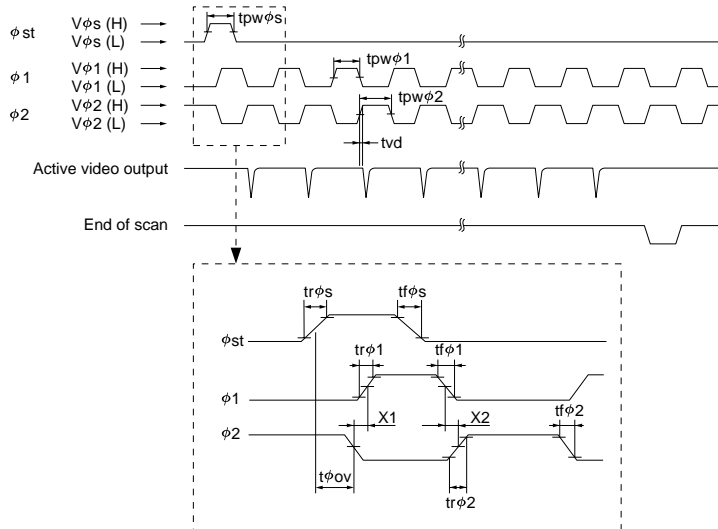 tpwφs
φst
Vφs (H)
Vφs (L)
tpwφ1
φ1
Vφ1 (H)
Vφ1 (L)
tpwφ2
φ2
Vφ2 (H)
Vφ2 (L)
tvd
Active video output
End of scan
trφs
tfφs
φst
trφ1
tfφ1
φ1
X1
X2
tfφ2
φ2
tφov
trφ2